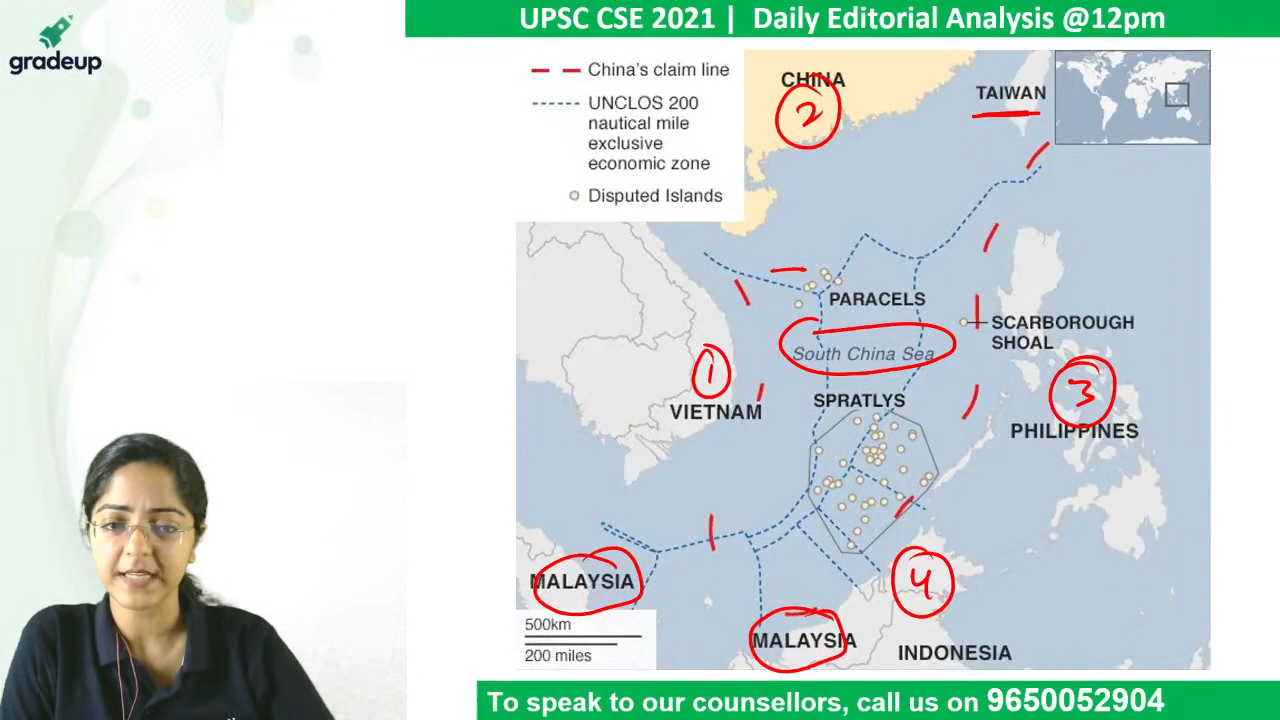 UPSC CSE 2021 | Daily Editorial Analysis @12pm
gradeup
China's claim line
UNCLOS 200
nautical mile
exclusive
economic zone
Disputed Islands
CHINA
2
TAIWAN
PARACELS
SCARBOROUGH
SHOAL
South China Sea
1
VIETNAM
SPRATLYS
3
PHILIPPINES
MALAYSIA
4
MALAYSIA
INDONESIA
500km
200 miles
To speak to our counsellors, call us on 9650052904